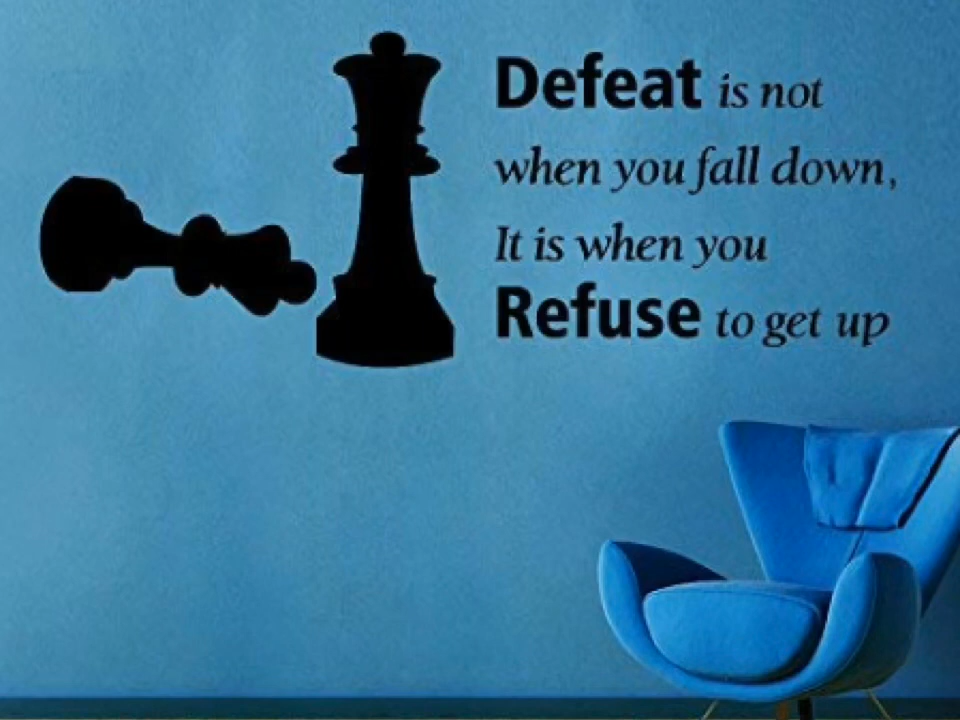 Defeat is not
when you fall down,
It is when you
Refuse to get up